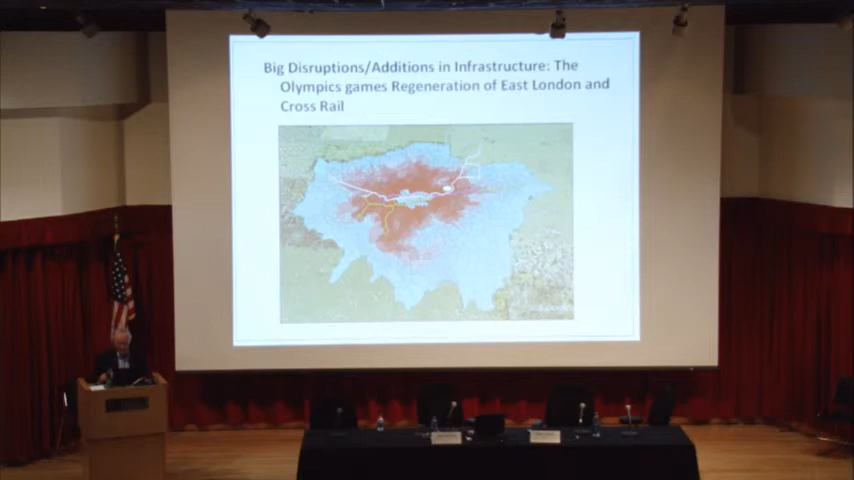 Big Disruptions/Additions in Infrastructure: The
Olympics games Regeneration of East London and
Cross Rail